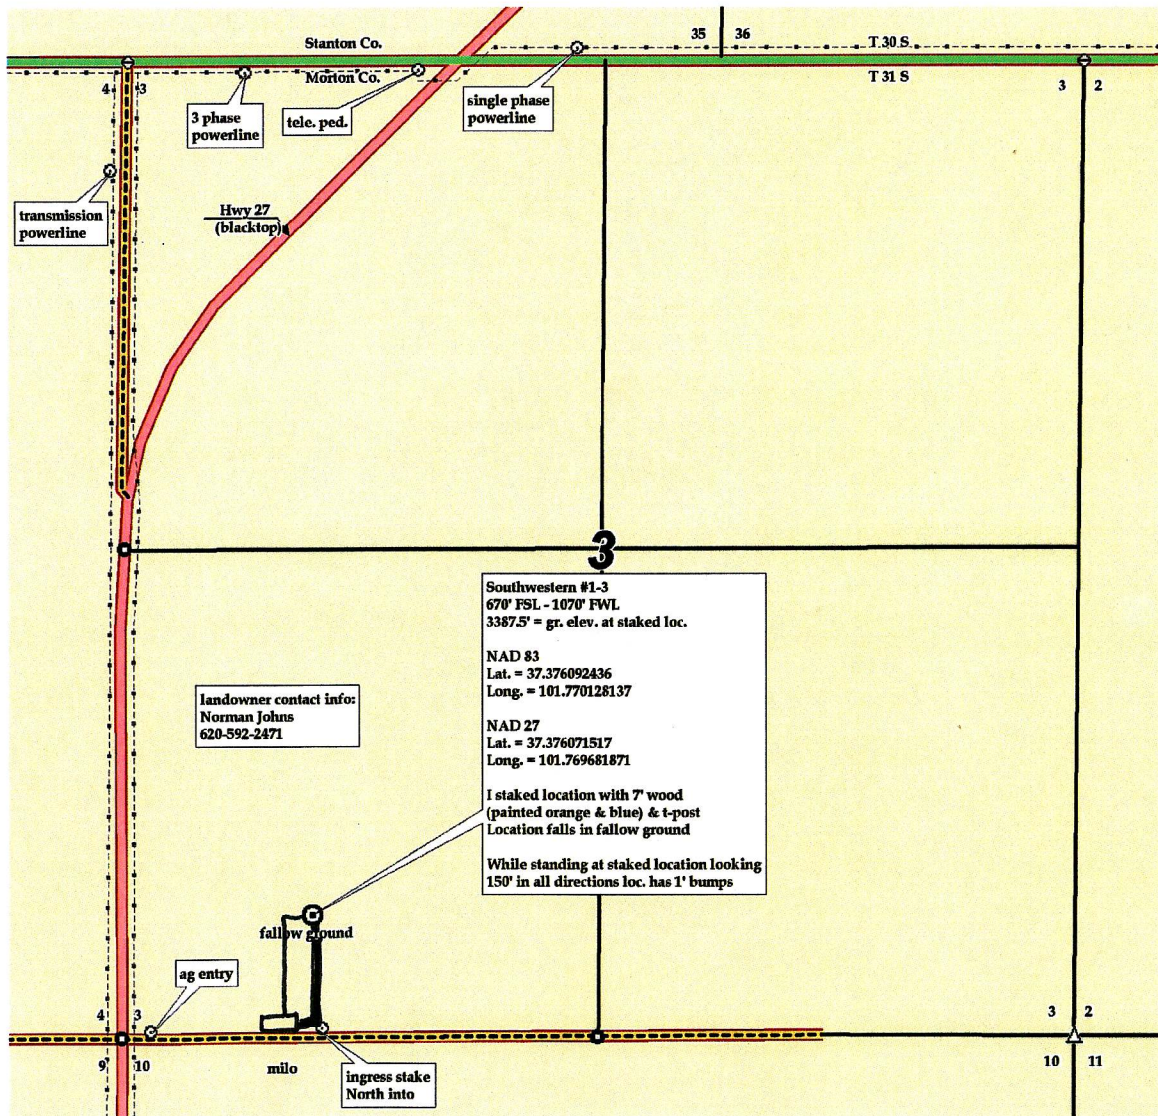 35 36
Stanton Co.
T 30 S
Morton Co.
T 31 S
4 3
3 2
3 phase
powerline
tele. ped.
single phase
powerline
transmission
powerline
Hwy 27
(blacktop)
3
Southwestern #1-3
670' FSL - 1070' FWL
3387.5' = gr. elev. at staked loc.
NAD 83
Lat. = 37.376092436
Long. = 101.770128137
NAD 27
Lat. = 37.376071517
Long. = 101.769681871
I staked location with 7' wood
(painted orange & blue) & t-post
Location falls in fallow ground
While standing at staked location looking
150' in all directions loc. has 1' bumps
landowner contact info:
Norman Johns
620-592-2471
fallow ground
ag entry
4 3
3 2
9 10
milo
10 11
ingress stake
North into